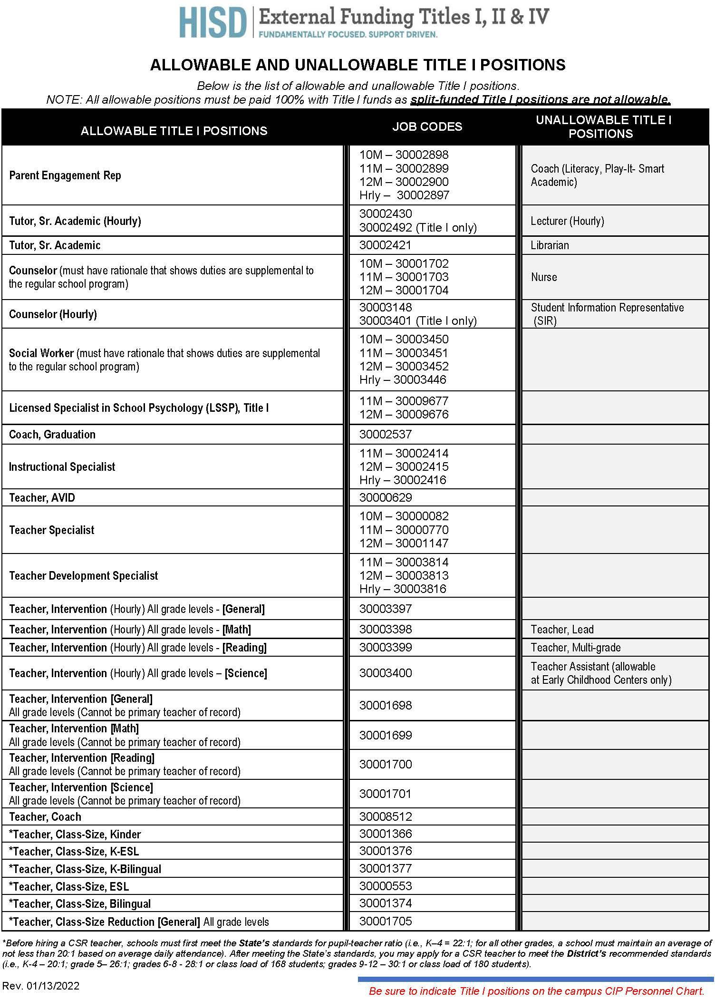 HISD External Funding Titles I, II & IV
FUNDAMENTALLY FOCUSED. SUPPORT DRIVEN.
ALLOWABLE AND UNALLOWABLE TITLE I POSITIONS
Below is the list of allowable and unallowable Title I positions.
NOTE: All allowable positions must be paid 100% with Title I funds as split-funded Title I positions are not allowable.
ALLOWABLE TITLE I POSITIONS
JOB CODES
UNALLOWABLE TITLE I
POSITIONS
Parent Engagement Rep
10M – 30002898
11M – 30002899
12M – 30002900
Hrly – 30002897
Coach (Literacy, Play-It- Smart
Academic)
Tutor, Sr. Academic (Hourly)
30002430
30002492 (Title I only)
Lecturer (Hourly)
Tutor, Sr. Academic
30002421
Librarian
Counselor (must have rationale that shows duties are supplemental to
the regular school program)
10M – 30001702
11M – 30001703
12M – 30001704
Nurse
Counselor (Hourly)
30003148
30003401 (Title I only)
Student Information Representative
(SIR)
Social Worker (must have rationale that shows duties are supplemental
to the regular school program)
10M – 30003450
11M – 30003451
12M – 30003452
Hrly – 30003446
Licensed Specialist in School Psychology (LSSP), Title I
11M – 30009677
12M – 30009676
Coach, Graduation
30002537
Instructional Specialist
11M – 30002414
12M – 30002415
Hrly – 30002416
Teacher, AVID
30000629
Teacher Specialist
10M – 30000082
11M – 30000770
12M – 30001147
Teacher Development Specialist
11M – 30003814
12M – 30003813
Hrly – 30003816
Teacher, Intervention (Hourly) All grade levels - [General]
30003397
Teacher, Intervention (Hourly) All grade levels - [Math]
30003398
Teacher, Lead
Teacher, Intervention (Hourly) All grade levels - [Reading]
30003399
Teacher, Multi-grade
Teacher, Intervention (Hourly) All grade levels – [Science]
30003400
Teacher Assistant (allowable
at Early Childhood Centers only)
Teacher, Intervention [General]
All grade levels (Cannot be primary teacher of record)
30001698
Teacher, Intervention [Math]
All grade levels (Cannot be primary teacher of record)
30001699
Teacher, Intervention [Reading]
All grade levels (Cannot be primary teacher of record)
30001700
Teacher, Intervention [Science]
All grade levels (Cannot be primary teacher of record)
30001701
Teacher, Coach
30008512
*Teacher, Class-Size, Kinder
30001366
*Teacher, Class-Size, K-ESL
30001376
*Teacher, Class-Size, K-Bilingual
30001377
*Teacher, Class-Size, ESL
30000553
*Teacher, Class-Size, Bilingual
30001374
*Teacher, Class-Size Reduction [General] All grade levels
30001705
*Before hiring a CSR teacher, schools must first meet the State's standards for pupil-teacher ratio (i.e., K–4 = 22:1; for all other grades, a school must maintain an average of
not less than 20:1 based on average daily attendance). After meeting the State's standards, you may apply for a CSR teacher to meet the District's recommended standards
(i.e., K-4 – 20:1; grade 5– 26:1; grades 6-8 - 28:1 or class load of 168 students; grades 9-12 – 30:1 or class load of 180 students).
Rev. 01/13/2022
Be sure to indicate Title I positions on the campus CIP Personnel Chart.